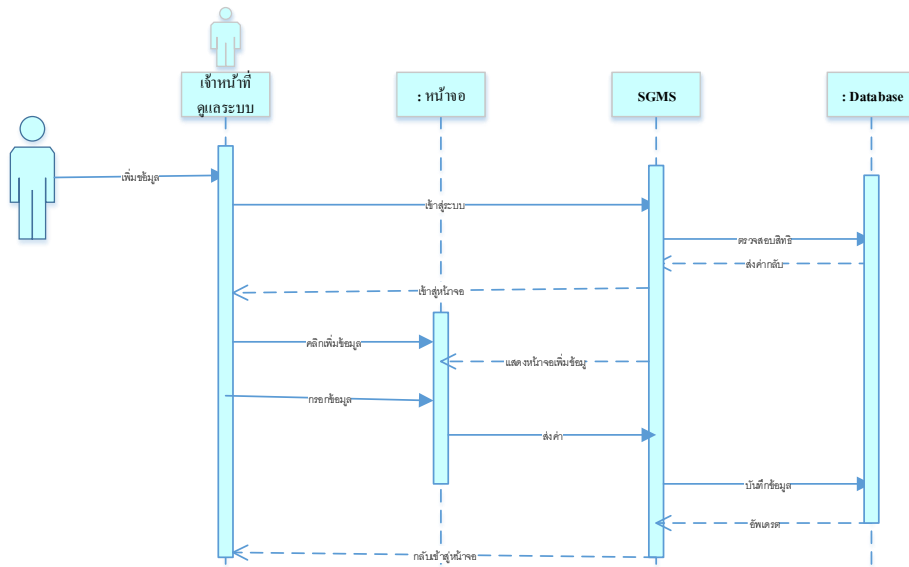 เจ้าหน้าที่
ดูแลระบบ
: หน้าจอ
SGMS
: Database
เพิ่มข้อมูล
เข้าสู่ระบบ
ตรวจสอบสิทธิ
ส่งค่ากลับ
เข้าสู่หน้าจอ
คลิกเพิ่มข้อมูล
แสดงหน้าจอเพิ่มข้อมู
กรอกข้อมูล
ส่งค่า
บันทึกข้อมูล
อัพเดรต
กลับเข้าสู่หน้าจอ